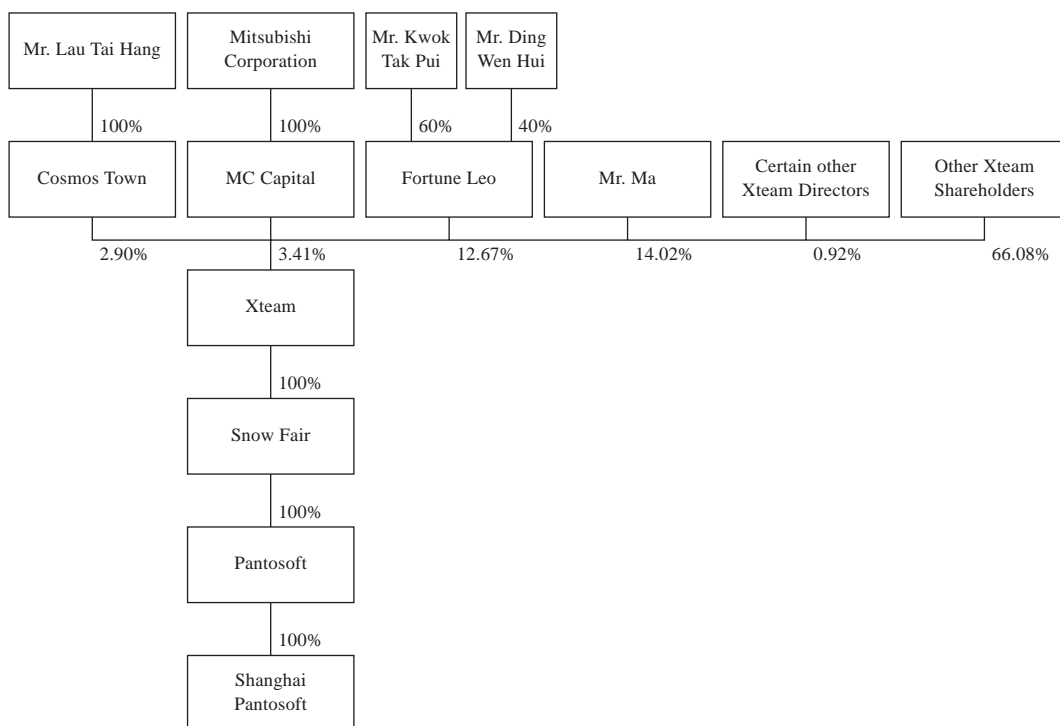 Mr. Lau Tai Hang
Mitsubishi
Corporation
Mr. Kwok
Tak Pui
Mr. Ding
Wen Hui
100%
100%
60%
40%
Cosmos Town
MC Capital
Fortune Leo
Mr. Ma
Certain other
Xteam Directors
Other Xteam
Shareholders
2.90%
3.41%
12.67%
14.02%
0.92%
66.08%
Xteam
100%
Snow Fair
100%
Pantosoft
100%
Shanghai
Pantosoft